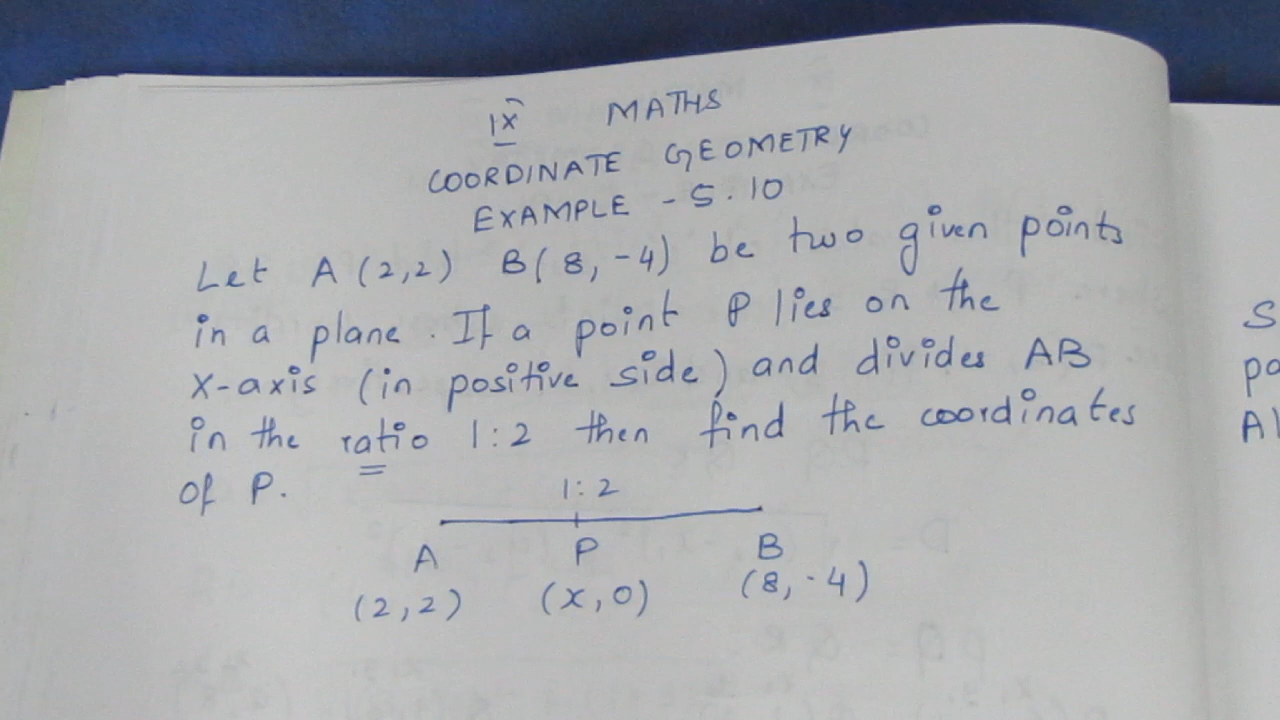 IX MATHS
COORDINATE GEOMETRY
EXAMPLE - 5.10
Let A (2,2) B( 8, -4) be two given points
in a plane. If a point P lies on the
X-axis (in positive side) and divides AB
in the ratio 1:2 then find the coordinates
of P.
1:2
A P B
(2,2) (x,0) (8,-4)
S
po
Al